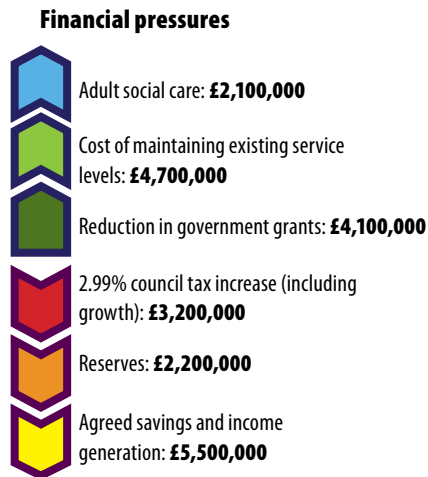 Financial pressures
Adult social care: £2,100,000
Cost of maintaining existing service
levels: £4,700,000
Reduction in government grants: £4,100,000
2.99% council tax increase (including
growth): £3,200,000
Reserves: £2,200,000
Agreed savings and income
generation: £5,500,000